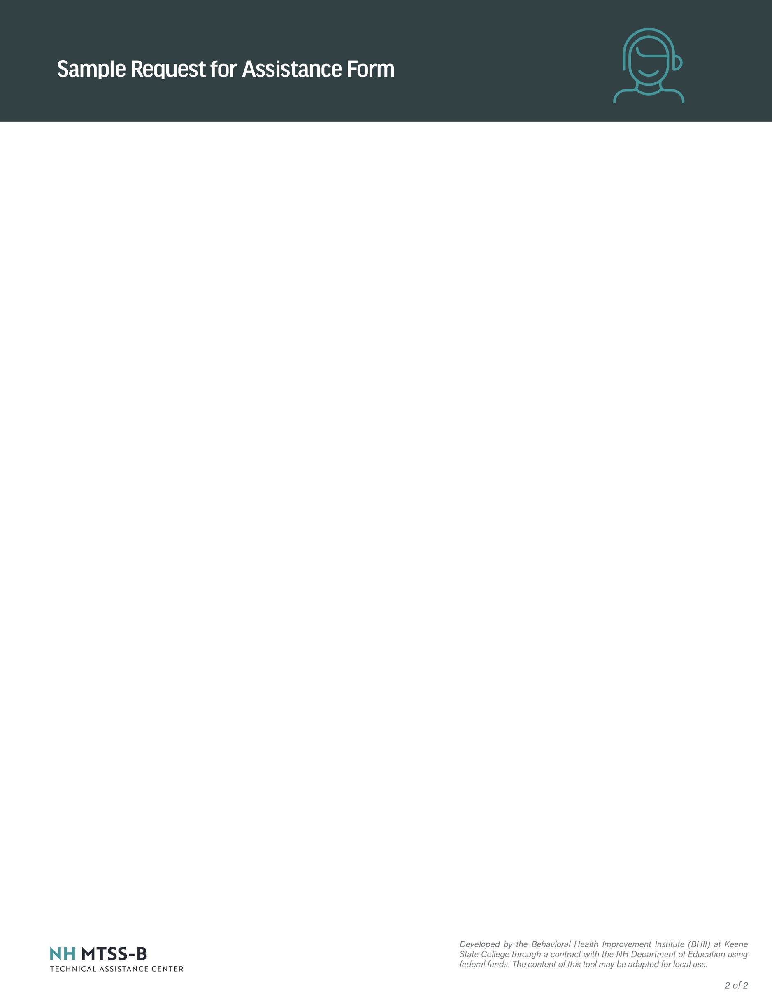 Sample Request for Assistance Form
NH MTSS-B
TECHNICAL ASSISTANCE CENTER
Developed by the Behavioral Health Improvement Institute (BHII) at Keene
State College through a contract with the NH Department of Education using
federal funds. The content of this tool may be adapted for local use.
2 of 2